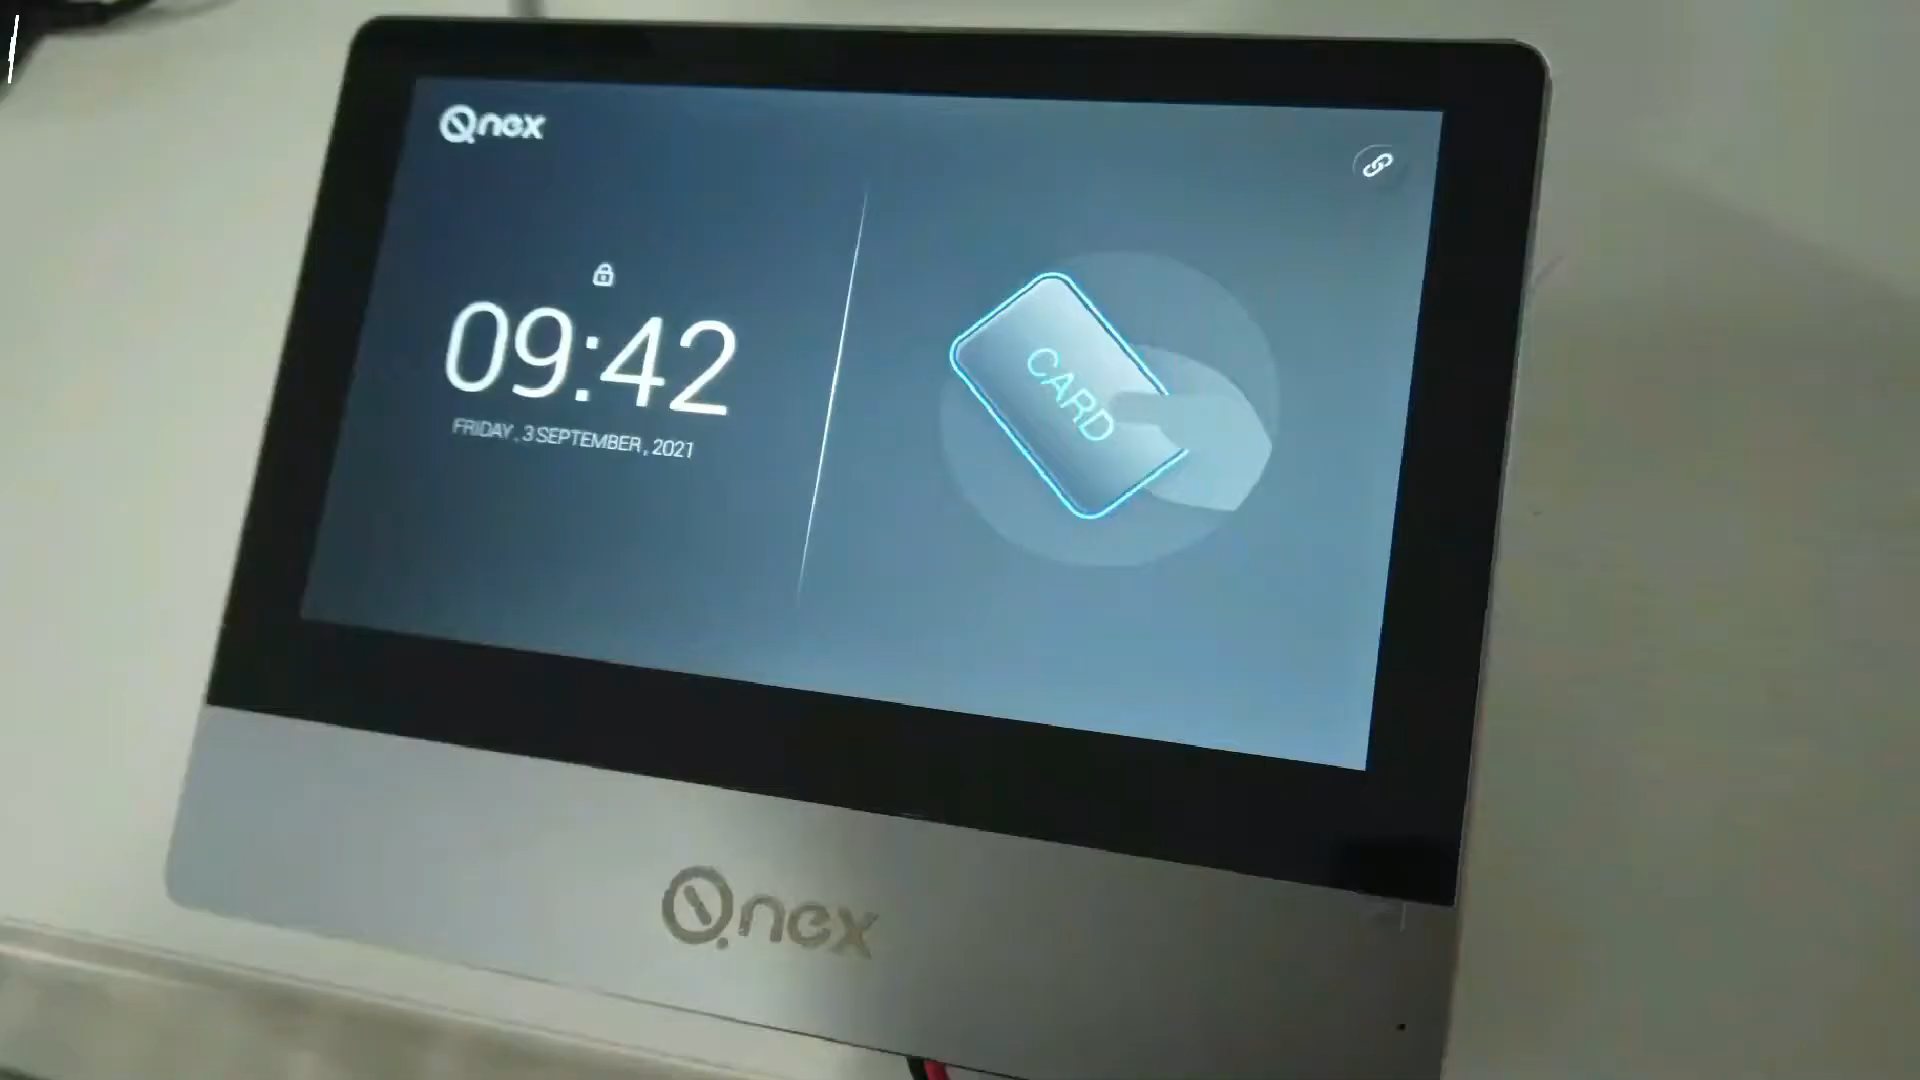 Qnex
09:42
FRIDAY, 3 SEPTEMBER, 2021
CARD
Qnex